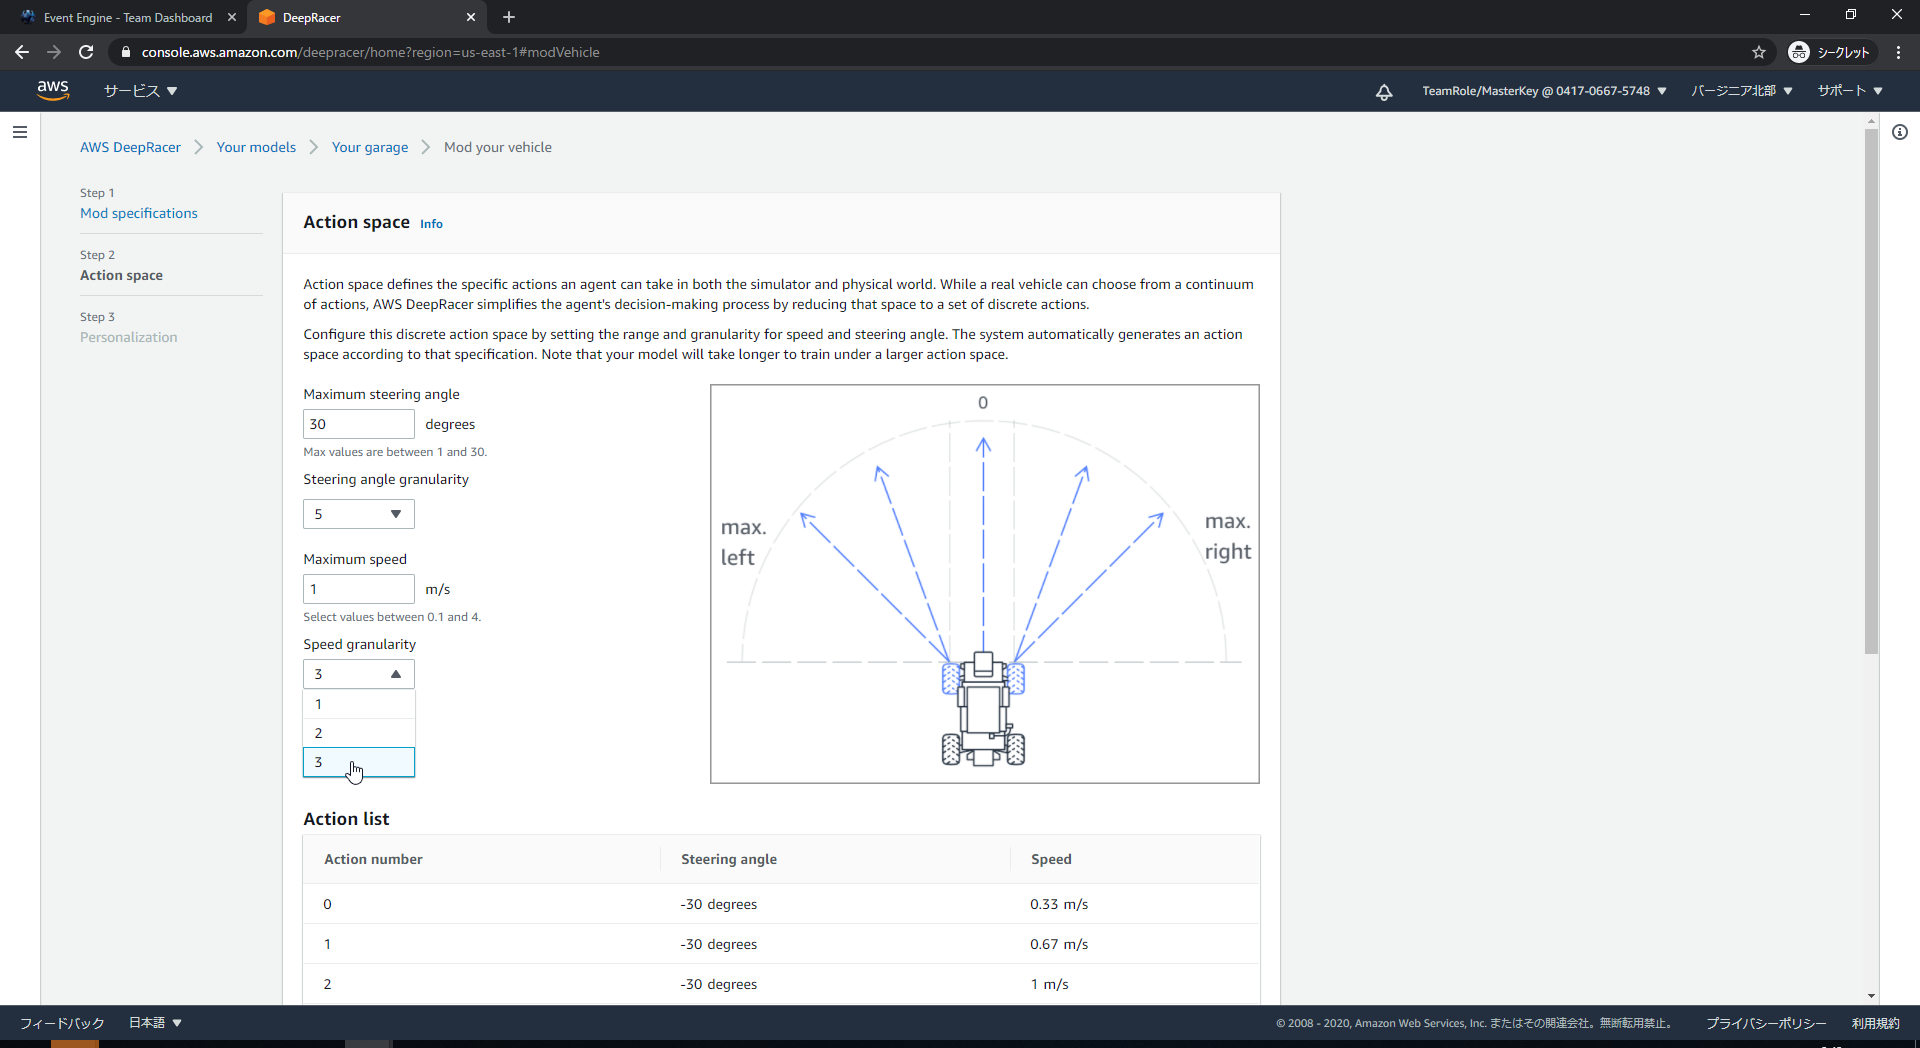 Event Engine - Team Dashboard
DeepRacer
console.aws.amazon.com/deepracer/home?region=us-east-1#modVehicle
シークレット
aws
サービス
TeamRole/MasterKey @ 0417-0667-5748
バージニア北部
サポート
AWS DeepRacer
Your models
Your garage
Mod your vehicle
Step 1
Mod specifications
Step 2
Action space
Step 3
Personalization
Action space Info
Action space defines the specific actions an agent can take in both the simulator and physical world. While a real vehicle can choose from a continuum
of actions, AWS DeepRacer simplifies the agent's decision-making process by reducing that space to a set of discrete actions.
Configure this discrete action space by setting the range and granularity for speed and steering angle. The system automatically generates an action
space according to that specification. Note that your model will take longer to train under a larger action space.
Maximum steering angle
30 degrees
Max values are between 1 and 30.
Steering angle granularity
5
Maximum speed
1 m/s
Select values between 0.1 and 4.
Speed granularity
3
1
2
3
0
max.
left
max.
right
Action list
Action number Steering angle Speed
0 -30 degrees 0.33 m/s
1 -30 degrees 0.67 m/s
2 -30 degrees 1 m/s
フィードバック
日本語
© 2008 - 2020, Amazon Web Services, Inc. またはその関連会社。無断転用禁止。
プライバシーポリシー
利用規約